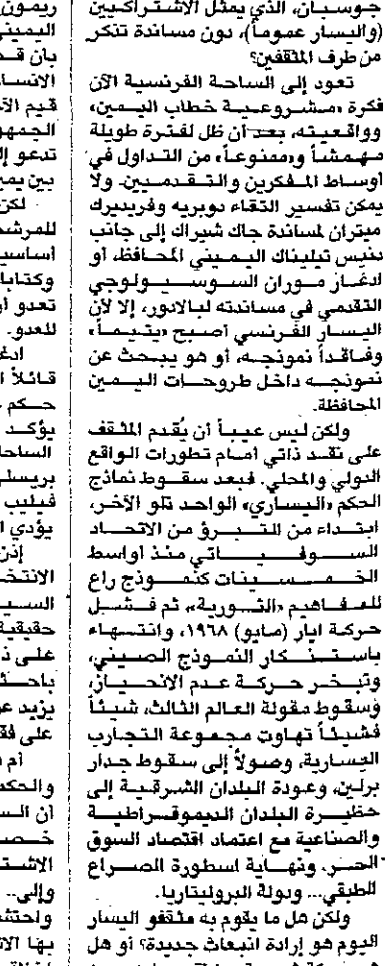 جوسبان، الذي يمثل الاشتراكيين
(واليسار عموماً)، دون مساندة تذكر
من طرف المثقفين؟
تعود إلى الساحة الفرنسية الآن
فكرة «مشروعية خطاب اليمين،
وواقعيته، بعد أن ظل لفترة طويلة
مهمشاً و«ممنوعاً» من التداول في
أوساط المفكرين والتقدميين. ولا
يمكن تفسير التقاء دوبريه وفريديرك
ميتران لمساندة جاك شيراك إلى جانب
دنيس تيليناك اليميني المحافظ، أو
ادغار موران السوسيولوجي
التقدمي في مساندته لبالادور، إلا لأن
اليسار الفرنسي أصبح «يتيماً»
وفاقداً نموذجه، أو هو يبحث عن
نموذجه داخل طروحات اليمين
المحافظة.
ولكن ليس عيباً أن يُقدم المثقف
على نقد ذاتي امام تطورات الواقع
الدولي والمحلي. فبعد سقوط نماذج
الحكم «اليساري» الواحد تلو الآخر،
ابتداء من التبرؤ من الاتحاد
السوفياتي منذ اواسط
الخمسينات كنموذج راع
للمفاهيم «الثورية»، ثم فشل
حركة ايار (مايو) ١٩٦٨، وانتهاء
باستنكار النموذج الصيني،
وتبخر حركة عدم الانحياز،
وسقوط مقولة العالم الثالث، شيئاً
فشيئاً تهاوت مجموعة التجارب
اليسارية، وصولاً إلى سقوط جدار
برلين، وعودة البلدان الشرقية إلى
حظيرة البلدان الديموقراطية
والصناعية مع اعتماد اقتصاد السوق
الحر، ونهاية اسطورة الصراع
الطبقي... ودولة البروليتاريا.
ولكن هل ما يقوم به مثقفو اليسار
اليوم هو إرادة انبعاث جديدة؟ أو هل